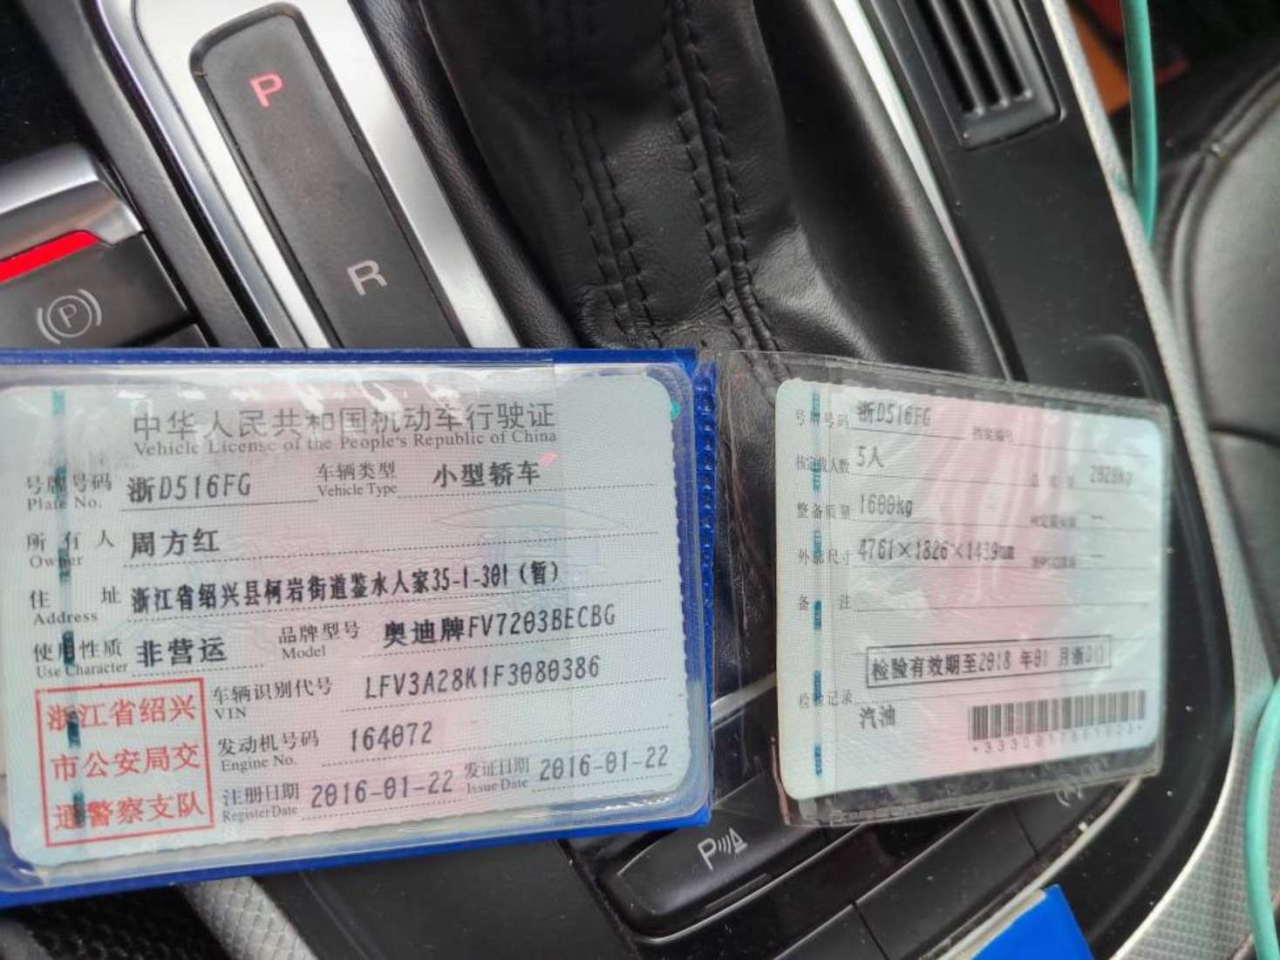 P
R
(P)
中华人民共和国机动车行驶证
Vehicle License of the People's Republic of China
号牌号码 浙D516FG 车辆类型 小型轿车
Plate No. Vehicle Type
所有人 周方红
Owner
住址 浙江省绍兴县柯岩街道鉴水人家35-1-301(暂)
Address
使用性质 非营运 品牌型号 奥迪牌FV7203BECBG
Use Character Model
车辆识别代号 LFV3A28K1F3080386
VIN
发动机号码 164072
Engine No.
注册日期 2016-01-22 发证日期 2016-01-22
Register Date Issue Date
浙江省绍兴
市公安局交
通警察支队
号牌号码 浙D516FG 档案编号
核定载人数 5人 总质量
整备质量 1600kg
外廓尺寸 4761×1826×1439mm
备注
检验有效期至2018年01月浙D()
检验记录
汽油
P